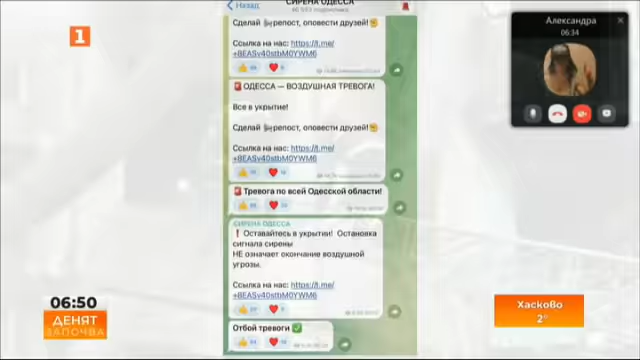 1
Назад
СИРЕНА ОДЕССА
Сделай репост, оповести друзей!
Ссылка на нас: https://t.me/
+8EASv40stbM0YWM6
ОДЕССА — ВОЗДУШНАЯ ТРЕВОГА!
Все в укрытие!
Сделай репост, оповести друзей!
Ссылка на нас: https://t.me/
+8EASv40stbM0YWM6
Тревога по всей Одесской области!
СИРЕНА ОДЕССА
❗ Оставайтесь в укрытии! Остановка
сигнала сирены
НЕ означает окончание воздушной
угрозы.
Ссылка на нас: https://t.me/
+8EASv40stbM0YWM6
Отбой тревоги ✅
Александра
06:34
06:50
ДЕНЯТ
ЗАПОЧВА
Хасково
2°